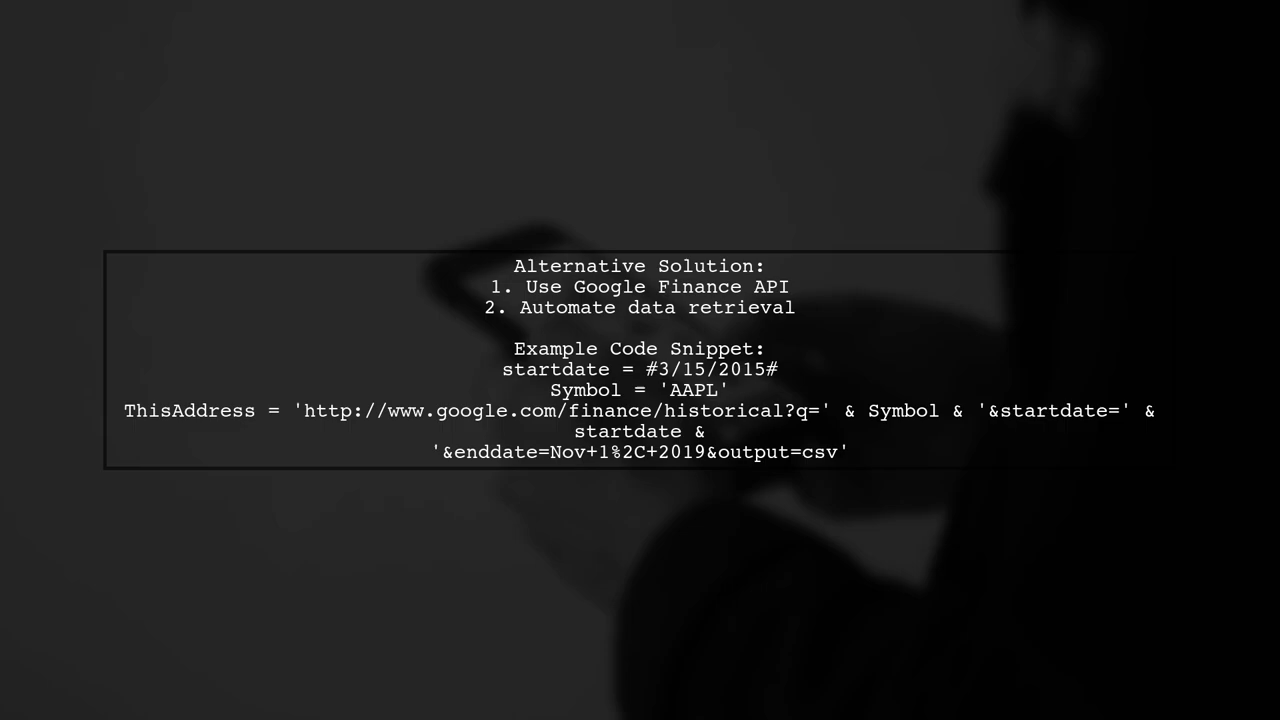 Alternative Solution:
1. Use Google Finance API
2. Automate data retrieval
Example Code Snippet:
startdate = #3/15/2015#
Symbol = 'AAPL'
ThisAddress = 'http://www.google.com/finance/historical?q=' & Symbol & '&startdate=' &
startdate &
'&enddate=Nov+1%2C+2019&output=csv'